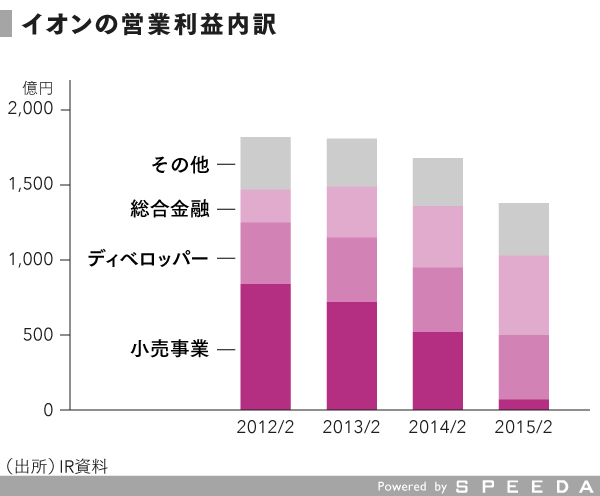 イオンの営業利益内訳
億円
2,000
1,500
1,000
500
0
その他
総合金融
ディベロッパー
小売事業
2012/2 2013/2 2014/2 2015/2
（出所）IR資料
Powered by SPEEDA